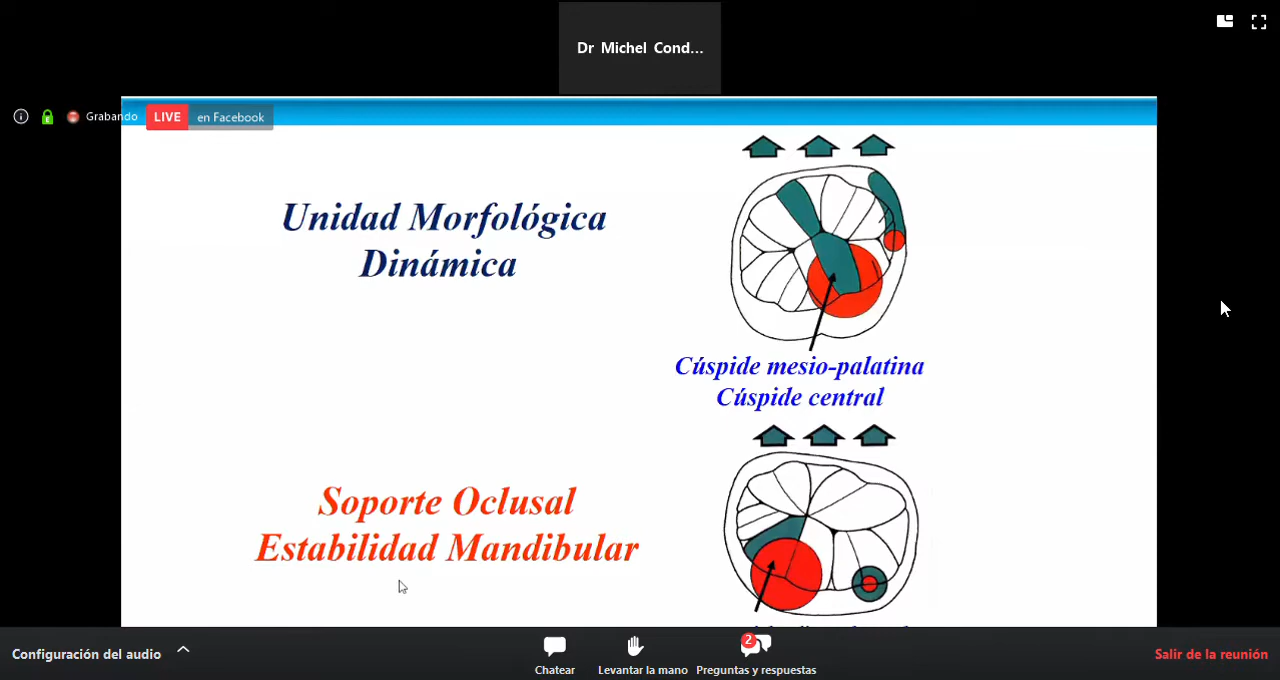 Dr Michel Cond...
Grabando
LIVE en Facebook
Unidad Morfológica
Dinámica
Cúspide mesio-palatina
Cúspide central
Soporte Oclusal
Estabilidad Mandibular
Configuración del audio
Chatear
Levantar la mano
2
Preguntas y respuestas
Salir de la reunión